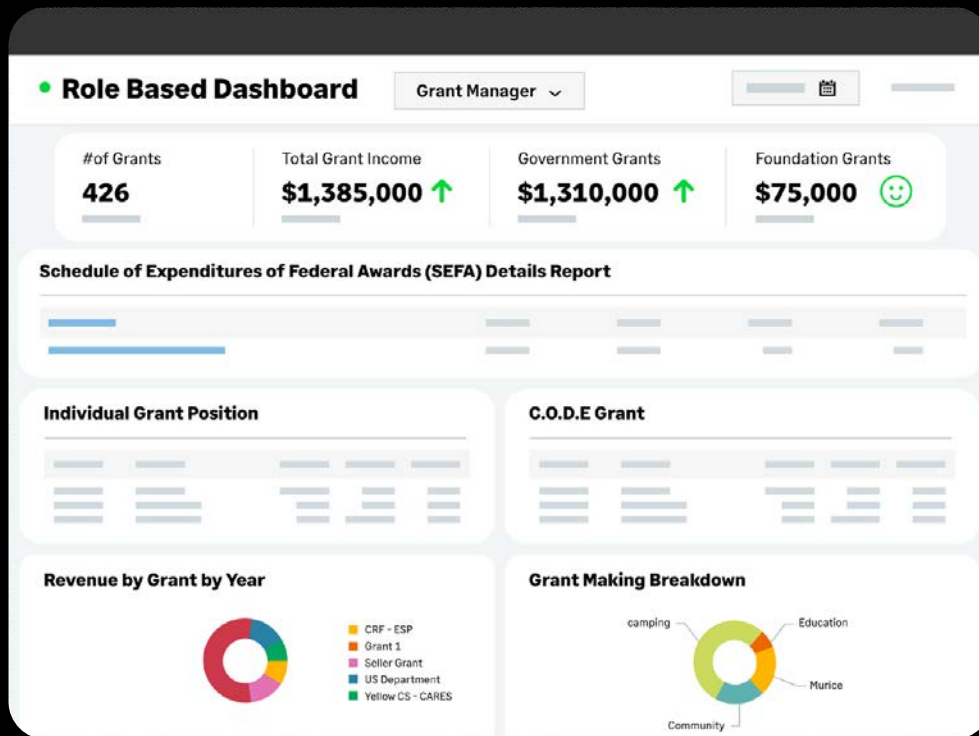 Role Based Dashboard
Grant Manager
#of Grants
Total Grant Income
Government Grants
Foundation Grants
426
$1,385,000
$1,310,000
$75,000
Schedule of Expenditures of Federal Awards (SEFA) Details Report
Individual Grant Position
C.O.D.E Grant
Revenue by Grant by Year
CRF - ESP
Grant 1
Seller Grant
US Department
Yellow CS - CARES
Grant Making Breakdown
camping
Education
Murice
Community